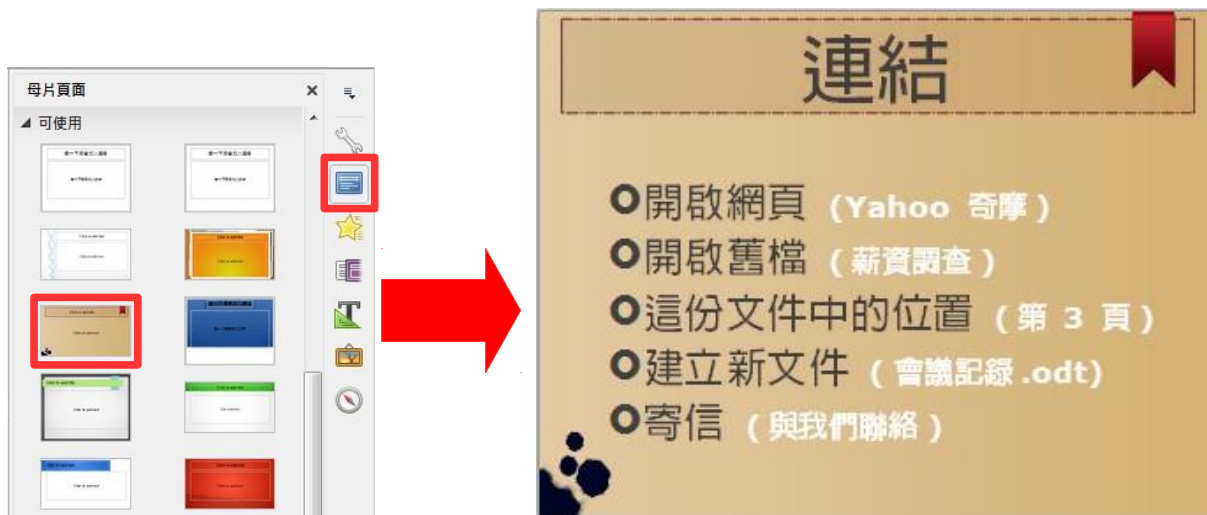 母片頁面
可使用
連結
開啟網頁 (Yahoo 奇摩)
開啟舊檔 (薪資調查)
這份文件中的位置 (第 3 頁)
建立新文件 (會議記錄.odt)
寄信 (與我們聯絡)